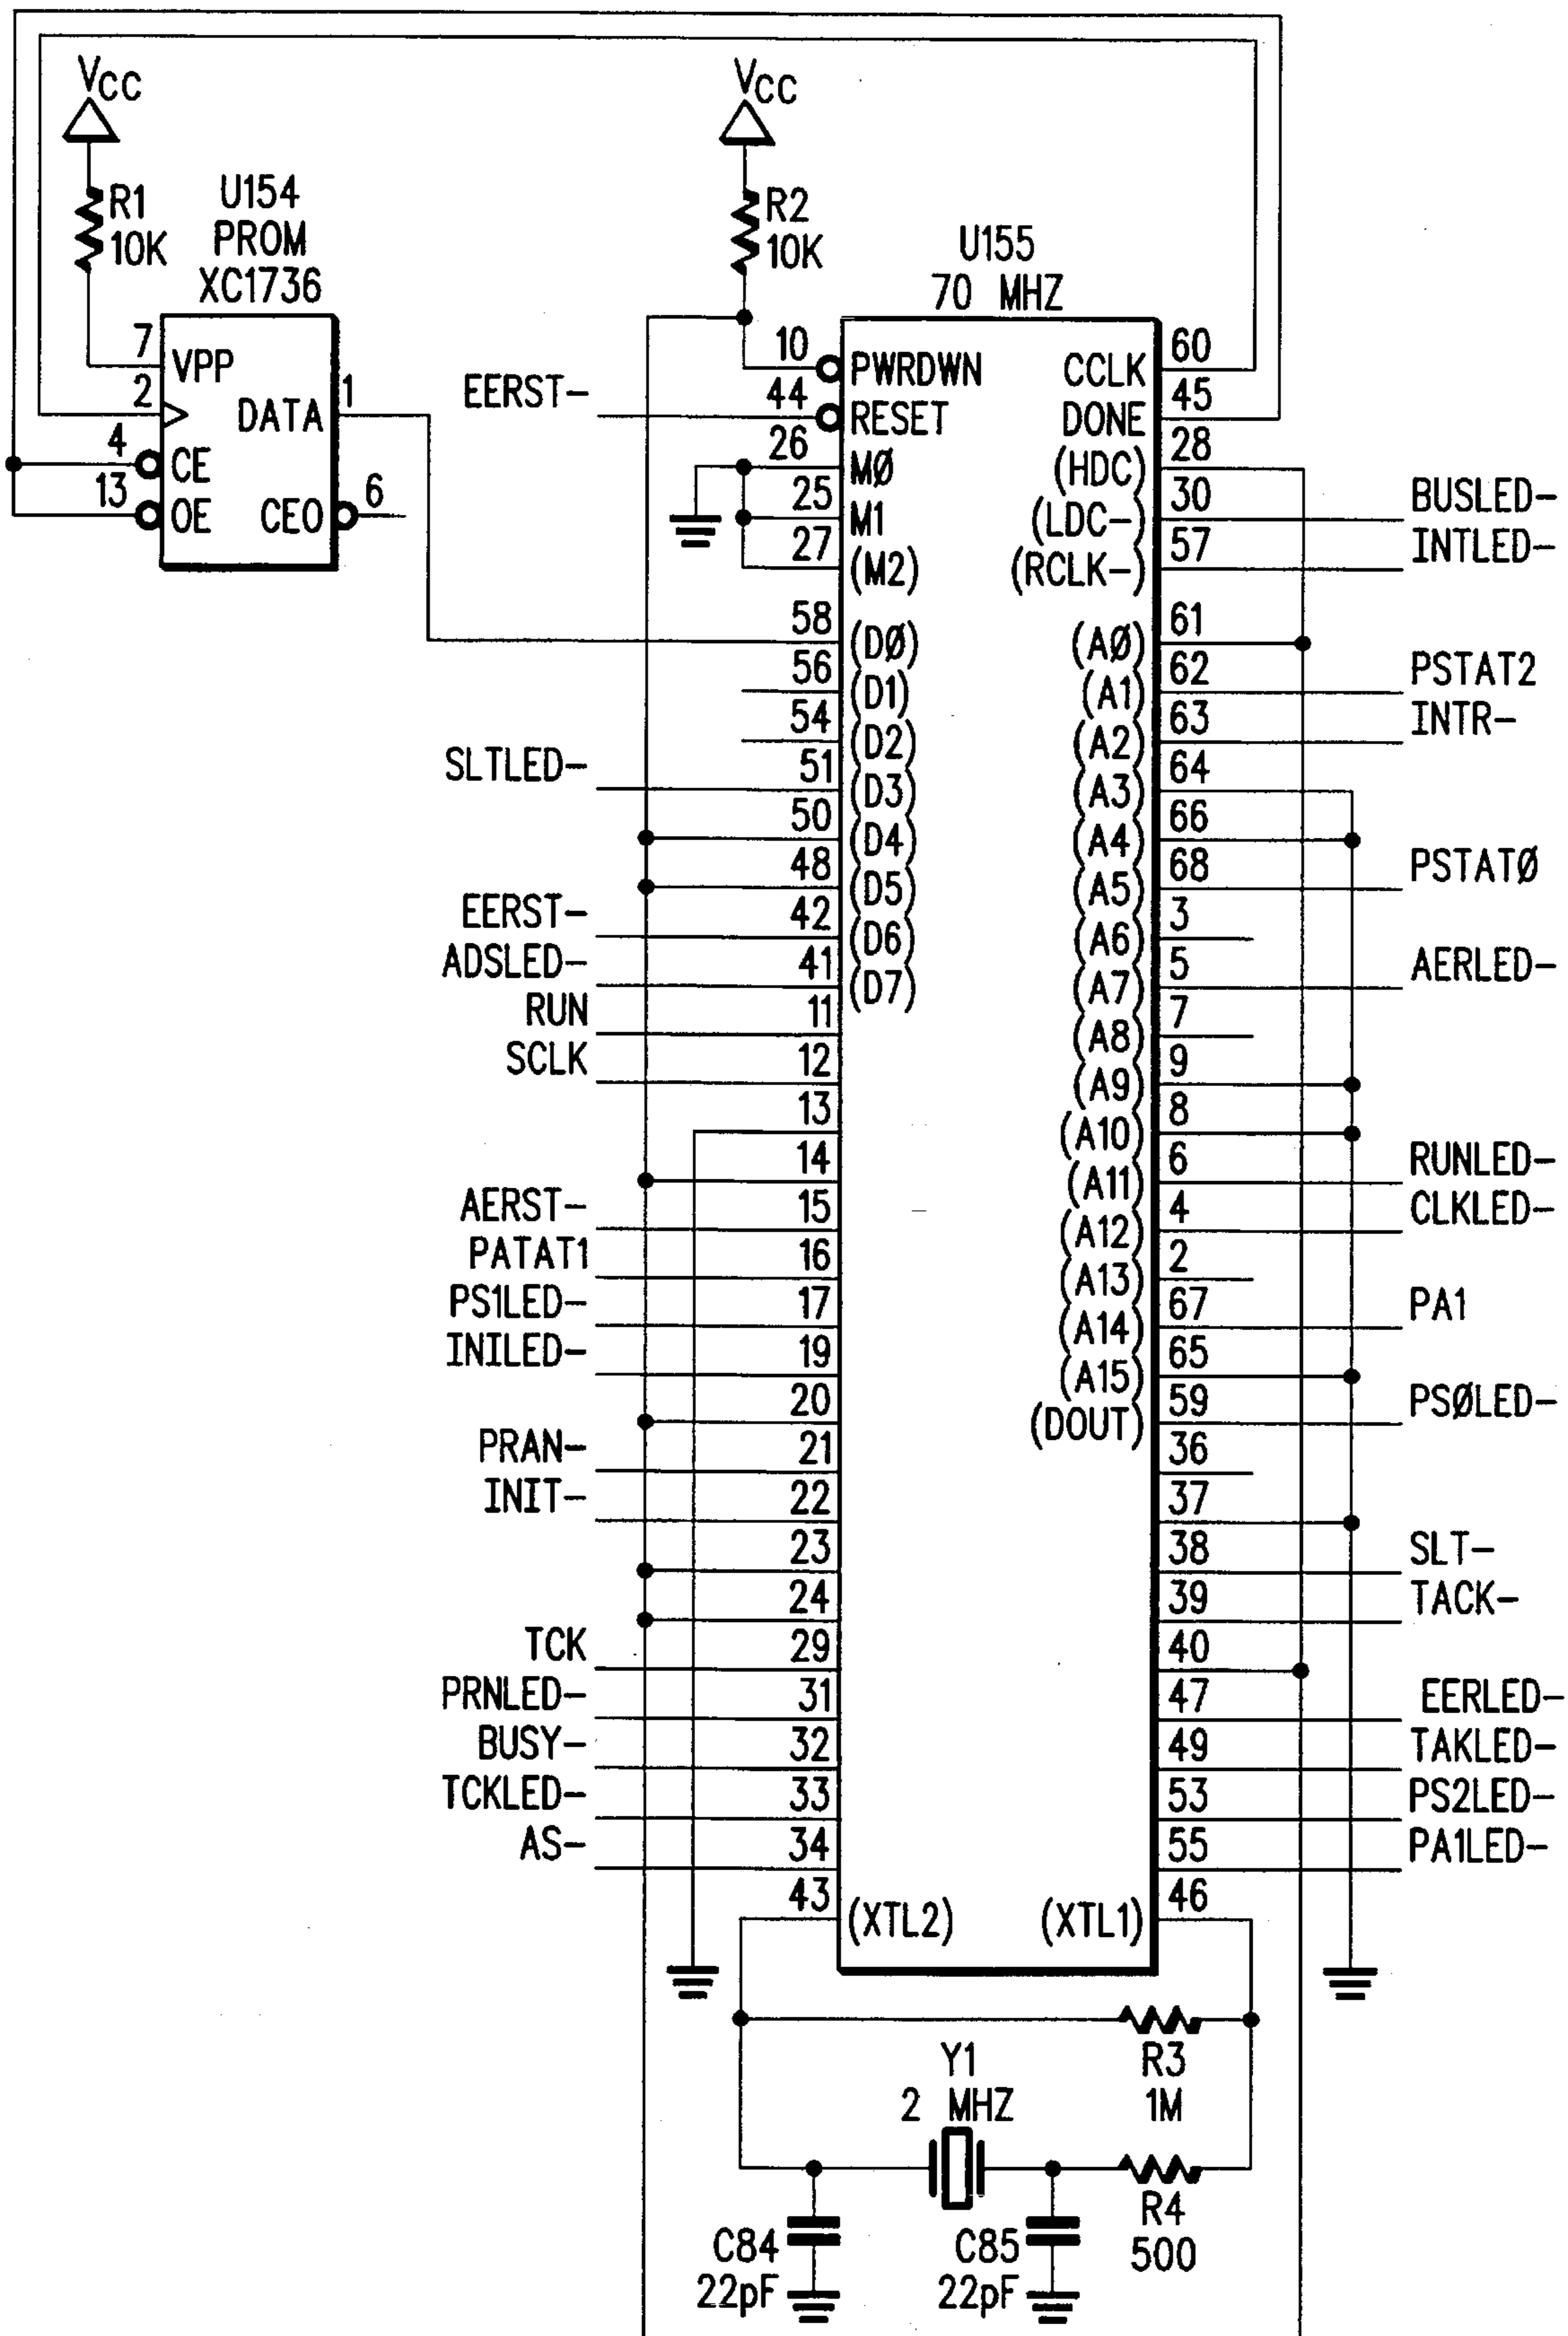 VCC
R1
10K
U154
PROM
XC1736
7
VPP
2
DATA
1
4
CE
13
OE
CEO
6
VCC
R2
10K
U155
70 MHZ
10
PWRDWN
CCLK
60
EERST-
44
RESET
DONE
45
26
MØ
(HDC)
28
25
M1
(LDC-)
30
BUSLED-
27
(M2)
(RCLK-)
57
INTLED-
58
(DØ)
(AØ)
61
56
(D1)
(A1)
62
PSTAT2
54
(D2)
(A2)
63
INTR-
SLTLED-
51
(D3)
(A3)
64
50
(D4)
(A4)
66
48
(D5)
(A5)
68
PSTATØ
EERST-
42
(D6)
(A6)
3
ADSLED-
41
(D7)
(A7)
5
AERLED-
RUN
11
(A8)
7
SCLK
12
(A9)
9
13
(A10)
8
14
(A11)
6
RUNLED-
AERST-
15
(A12)
4
CLKLED-
PATAT1
16
(A13)
2
PS1LED-
17
(A14)
67
PA1
INILED-
19
(A15)
65
20
(DOUT)
59
PSØLED-
PRAN-
21
36
INIT-
22
37
23
38
SLT-
24
39
TACK-
TCK
29
40
PRNLED-
31
47
EERLED-
BUSY-
32
49
TAKLED-
TCKLED-
33
53
PS2LED-
AS-
34
55
PA1LED-
43
(XTL2)
(XTL1)
46
R3
1M
Y1
2 MHZ
R4
500
C84
22pF
C85
22pF